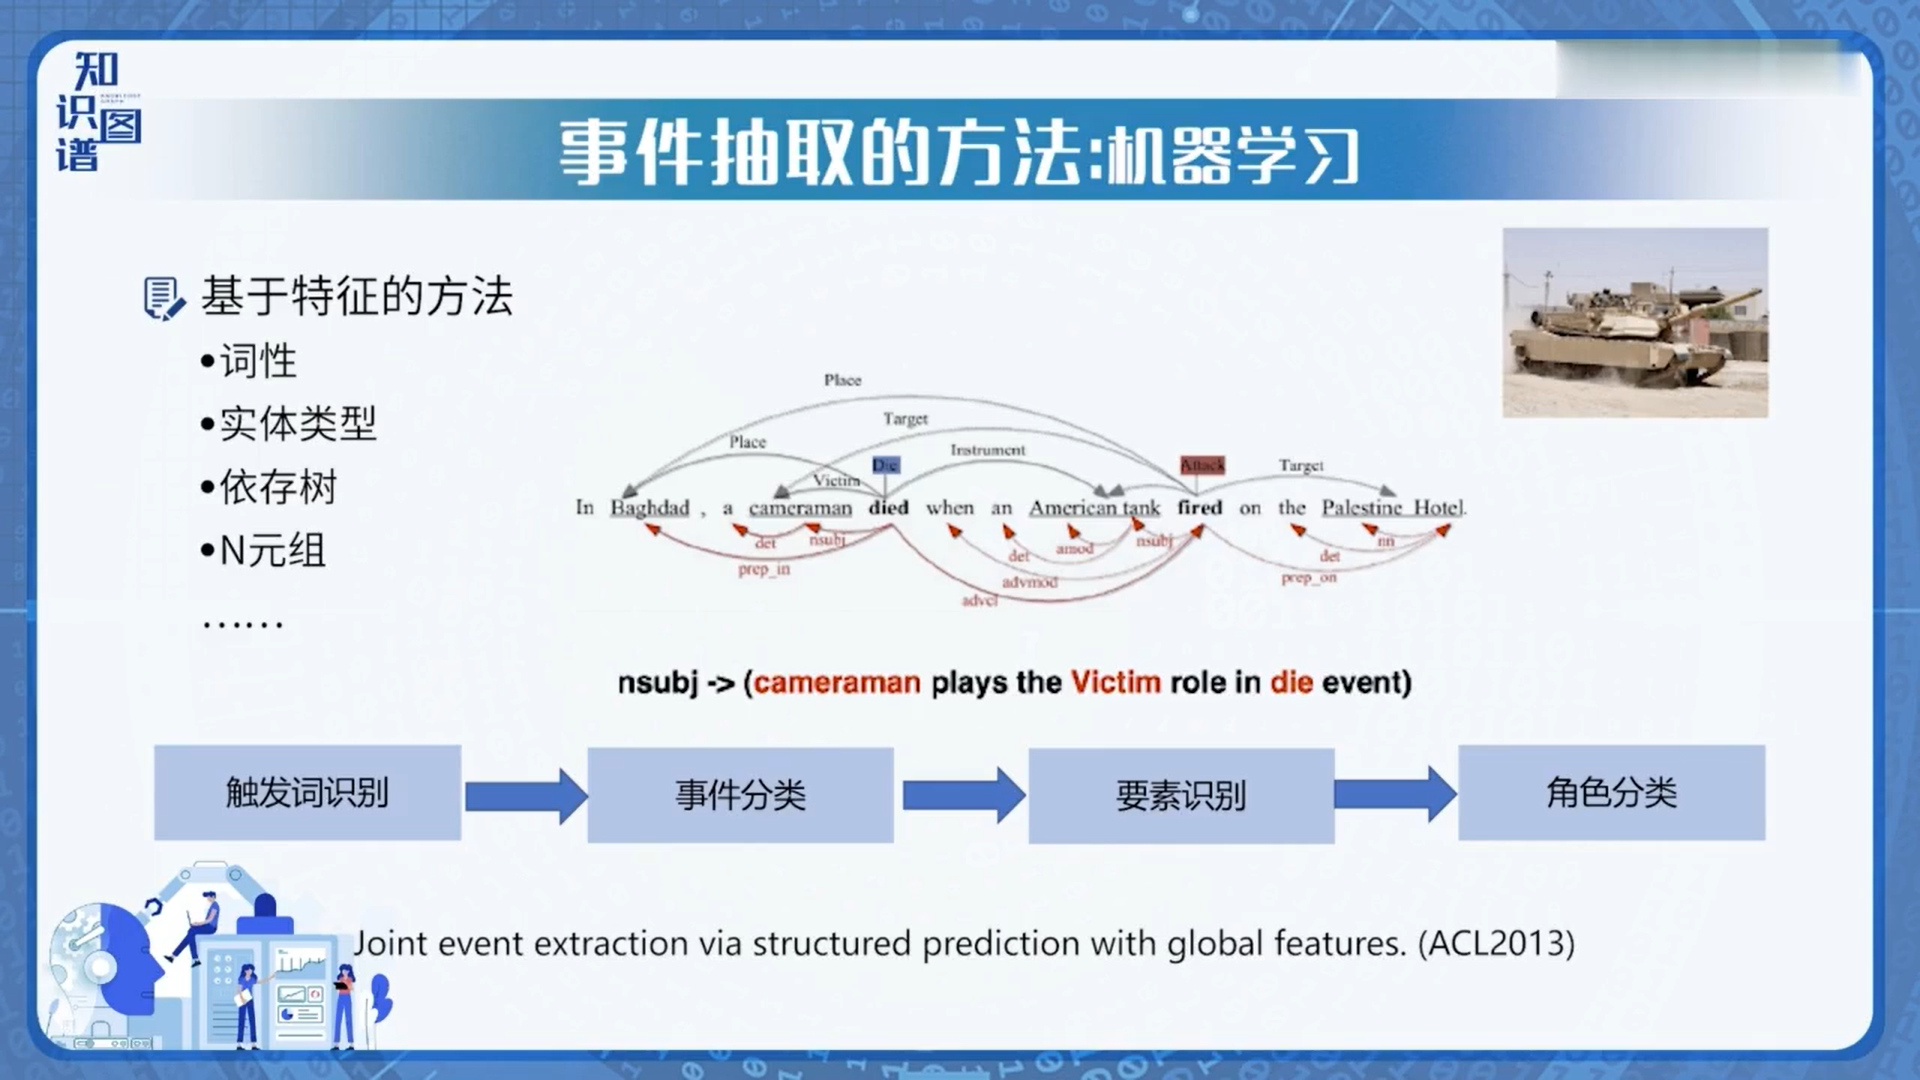 知识图谱
KNOWLEDGE GRAPH
事件抽取的方法:机器学习
基于特征的方法
•词性
•实体类型
•依存树
•N元组
……
Place
Target
Place
Instrument
Die
Attack
Target
Victim
In Baghdad , a cameraman died when an American tank fired on the Palestine Hotel.
det
nsubj
prep_in
det
amod
nsubj
advmod
advcl
nn
det
prep_on
nsubj -> (cameraman plays the Victim role in die event)
触发词识别
事件分类
要素识别
角色分类
Joint event extraction via structured prediction with global features. (ACL2013)